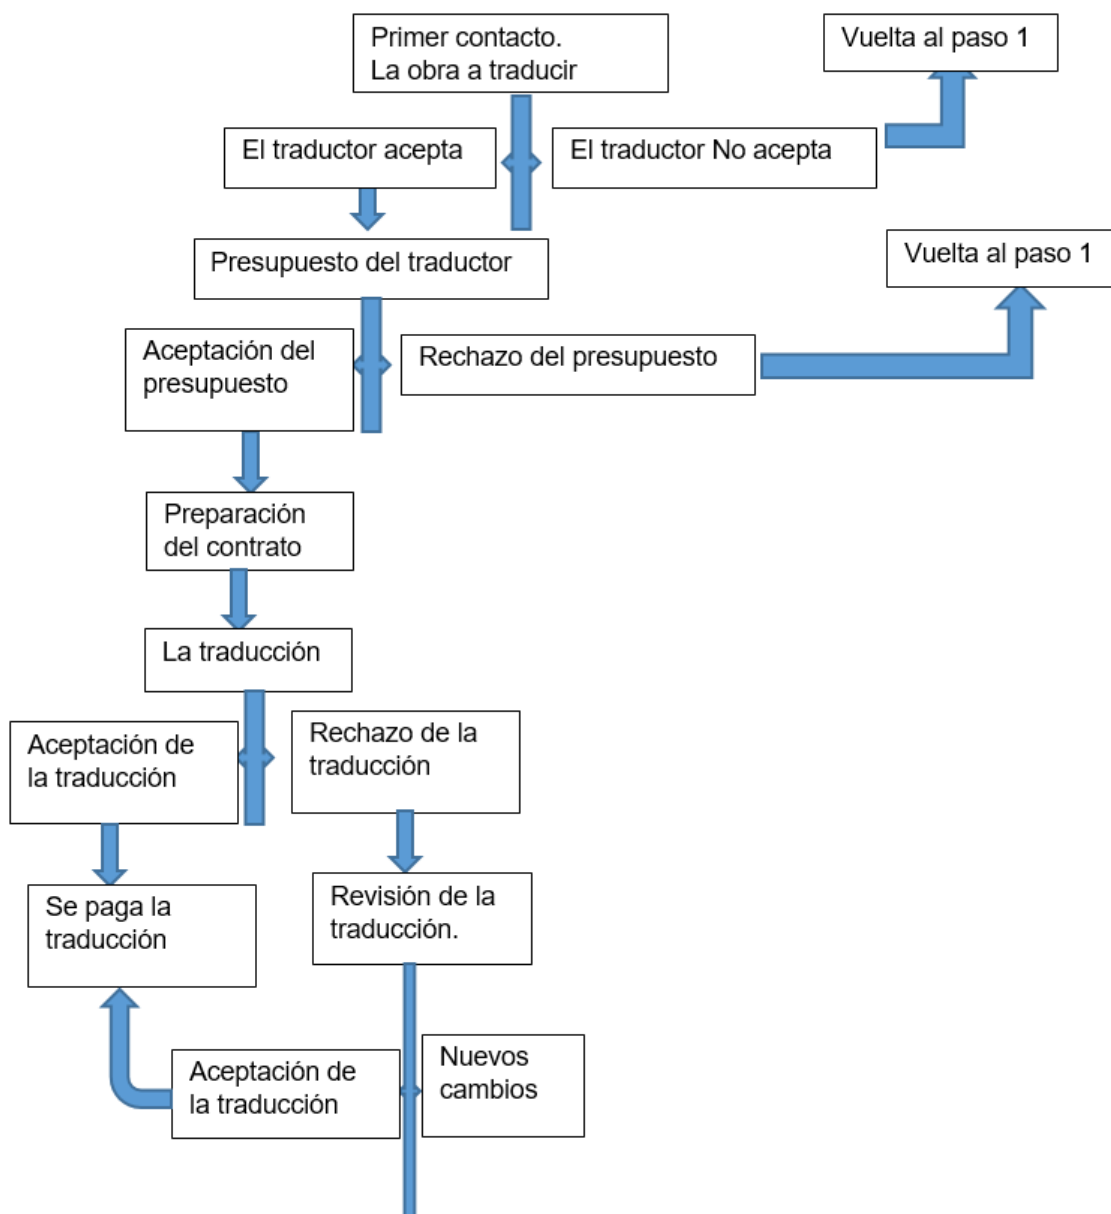 Primer contacto.
La obra a traducir
Vuelta al paso 1
El traductor acepta
El traductor No acepta
Presupuesto del traductor
Vuelta al paso 1
Aceptación del
presupuesto
Rechazo del presupuesto
Preparación
del contrato
La traducción
Aceptación de
la traducción
Rechazo de la
traducción
Se paga la
traducción
Revisión de la
traducción.
Aceptación de
la traducción
Nuevos
cambios